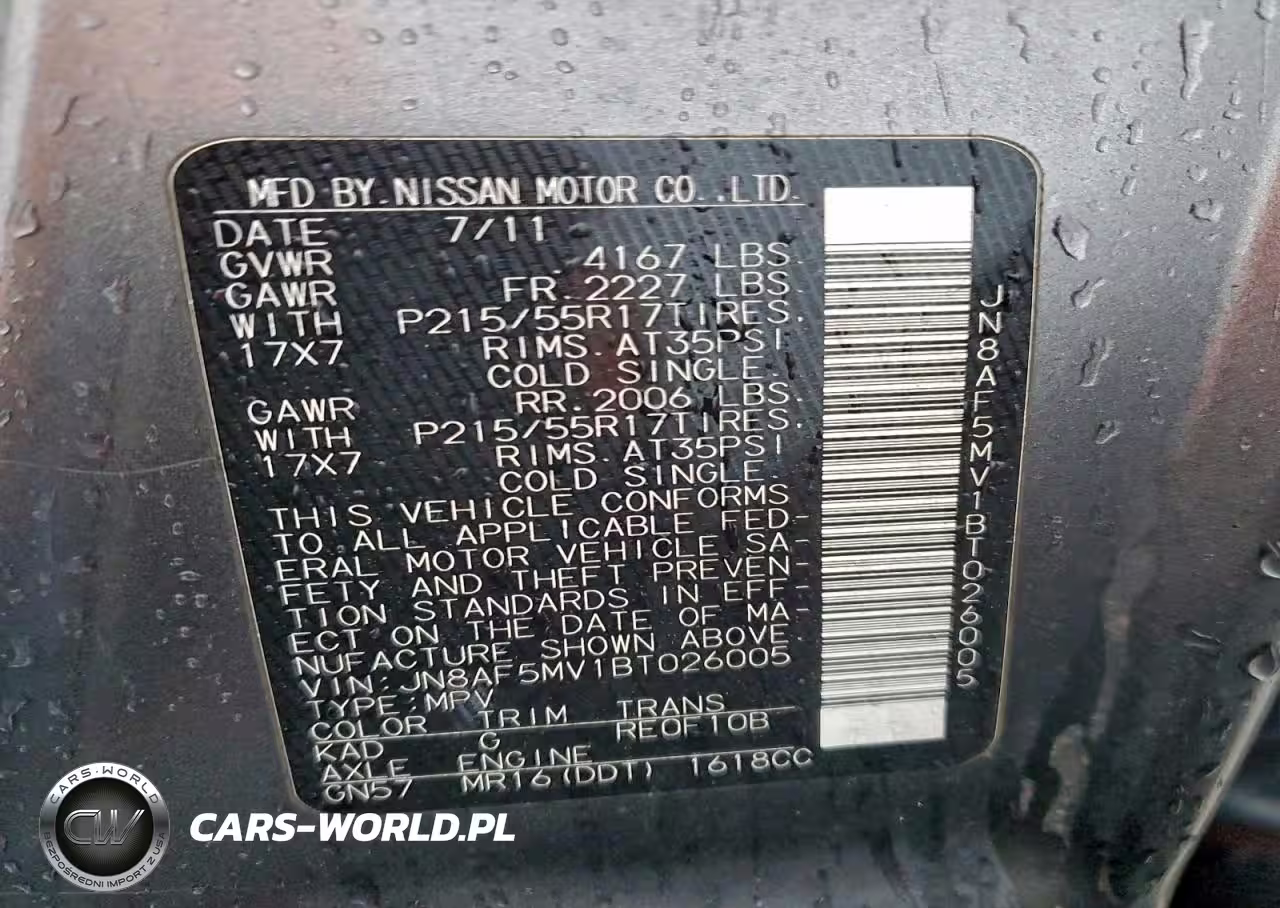 MFD BY NISSAN MOTOR CO.,LTD.
DATE 7/11
GVWR 4167 LBS.
GAWR FR. 2227 LBS.
WITH P215/55R17TIRES.
17X7 RIMS. AT35PSI
COLD SINGLE.
GAWR RR. 2006 LBS.
WITH P215/55R17TIRES.
17X7 RIMS. AT35PSI
COLD SINGLE.
THIS VEHICLE CONFORMS
TO ALL APPLICABLE FED-
ERAL MOTOR VEHICLE SA-
FETY AND THEFT PREVEN-
TION STANDARDS IN EFF-
ECT ON THE DATE OF MA-
NUFACTURE SHOWN ABOVE.
VIN:JN8AF5MV1BT026005
TYPE:MPV
COLOR TRIM TRANS
KAD G RE0F10B
AXLE ENGINE
GN57 MR16(DDT) 1618CC
JN8AF5MV1BT026005
CARS-WORLD
CW
BEZPOŚREDNI IMPORT Z USA
CARS-WORLD.PL